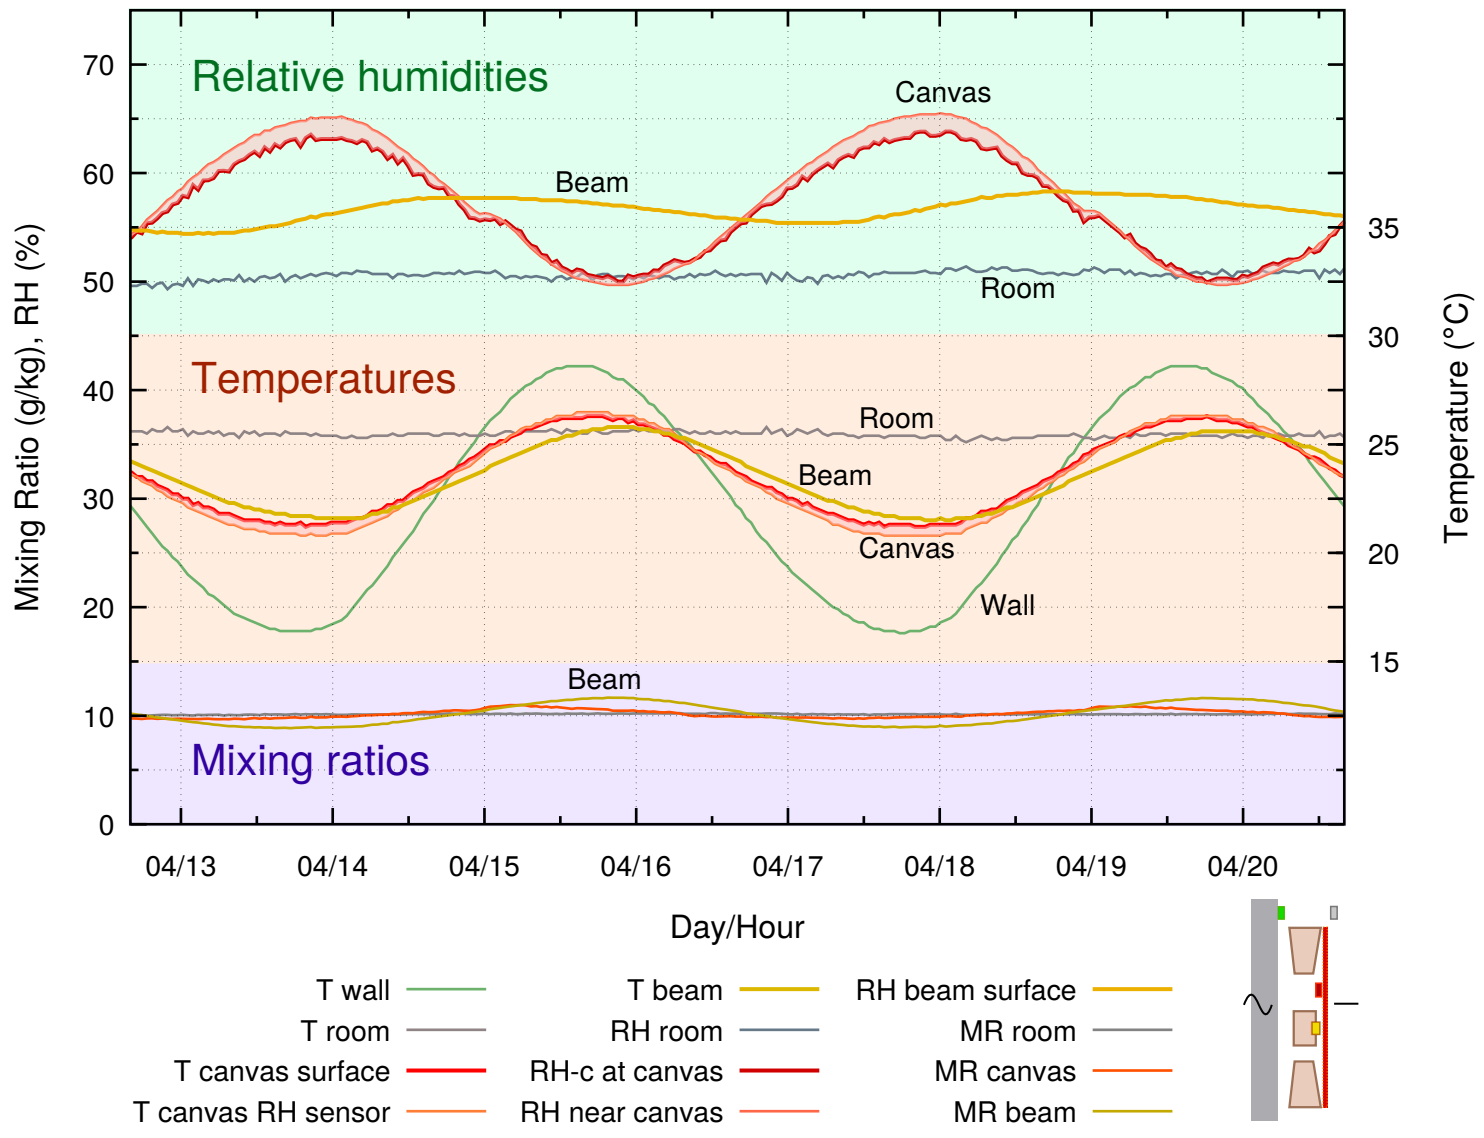 Relative humidities
Canvas
Beam
Room
Temperatures
Room
Beam
Canvas
Wall
Beam
Mixing ratios
70
60
50
40
30
20
10
0
35
30
25
20
15
Mixing Ratio (g/kg), RH (%)
Temperature (°C)
04/13 04/14 04/15 04/16 04/17 04/18 04/19 04/20
Day/Hour
T wall T beam RH beam surface
T room RH room MR room
T canvas surface RH-c at canvas MR canvas
T canvas RH sensor RH near canvas MR beam